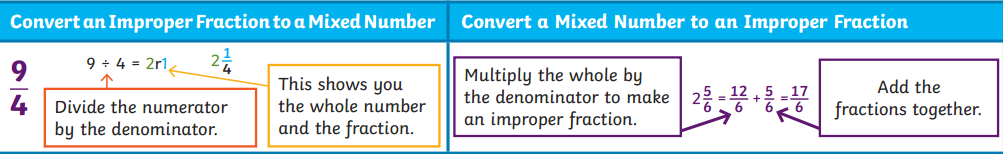 Convert an Improper Fraction to a Mixed Number
9/4
9 ÷ 4 = 2r1
2 1/4
Divide the numerator
by the denominator.
This shows you
the whole number
and the fraction.
Convert a Mixed Number to an Improper Fraction
Multiply the whole by
the denominator to make
an improper fraction.
2 5/6 = 12/6 + 5/6 = 17/6
Add the
fractions together.